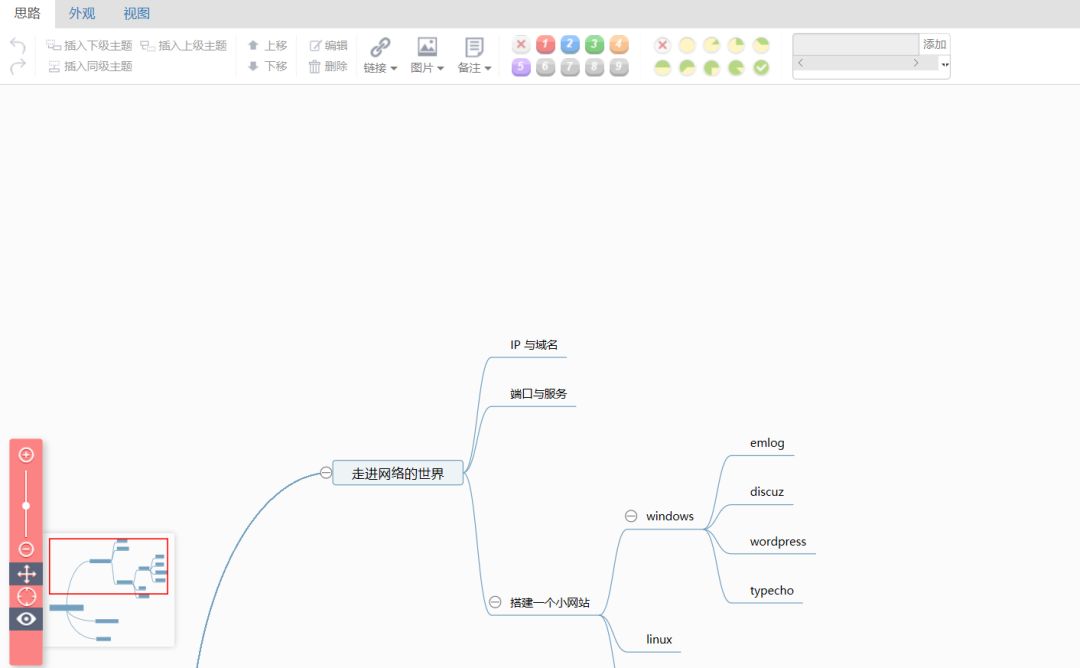 思路 外观 视图
插入下级主题 插入上级主题 上移 编辑 1 2 3 4 添加
插入同级主题 下移 删除 链接 图片 备注 5 6 7 8 9
IP 与域名
端口与服务
emlog
走进网络的世界
discuz
windows
wordpress
typecho
搭建一个小网站
linux